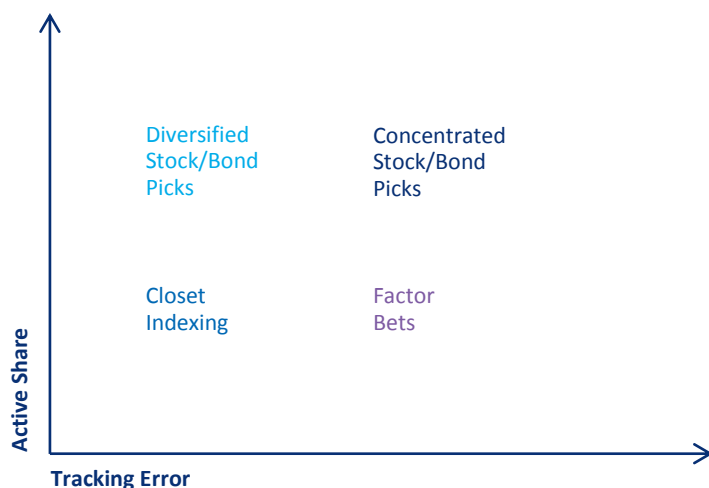 Diversified
Stock/Bond
Picks
Concentrated
Stock/Bond
Picks
Closet
Indexing
Factor
Bets
Active Share
Tracking Error